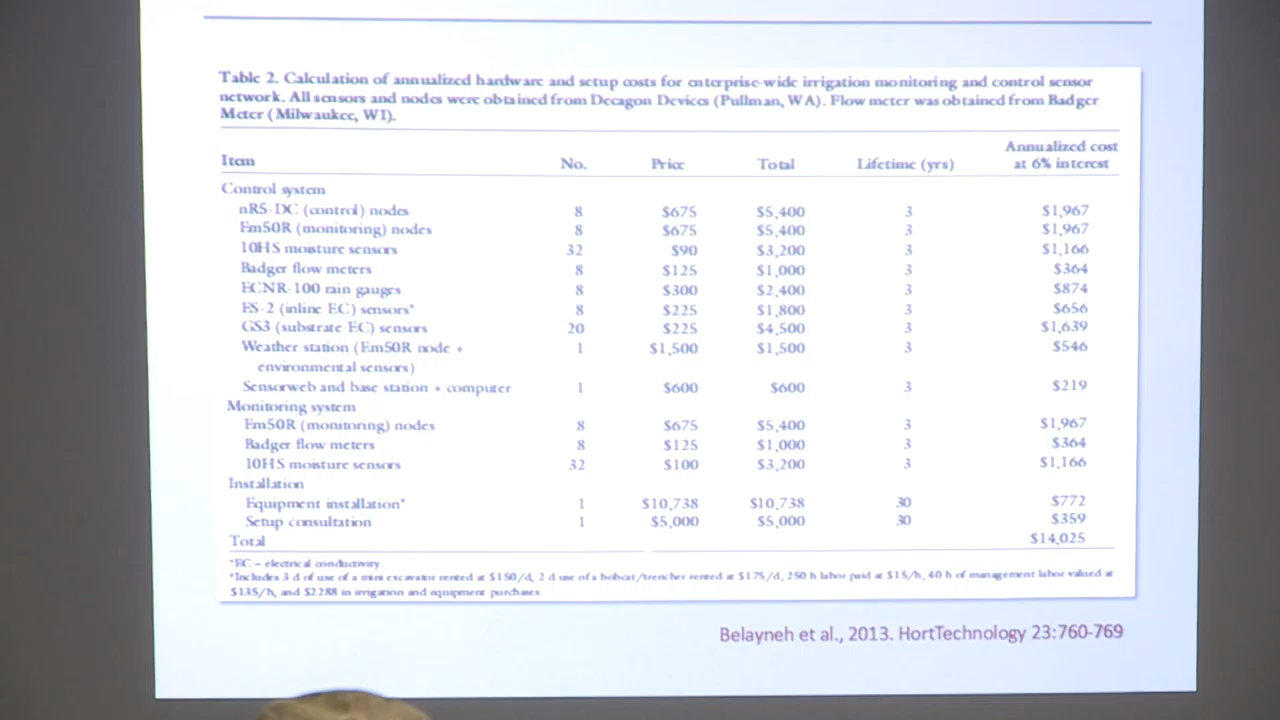 Table 2. Calculation of annualized hardware and setup costs for enterprise-wide irrigation monitoring and control sensor
network. All sensors and nodes were obtained from Decagon Devices (Pullman, WA). Flow meter was obtained from Badger
Meter (Milwaukee, WI).
Item No. Price Total Lifetime (yrs) Annualized cost at 6% interest
Control system
nR5-DC (control) nodes 8 $675 $5,400 3 $1,967
Em50R (monitoring) nodes 8 $675 $5,400 3 $1,967
10HS moisture sensors 32 $90 $3,200 3 $1,166
Badger flow meters 8 $125 $1,000 3 $364
ECNR-100 rain gauges 8 $300 $2,400 3 $874
ES-2 (inline EC) sensors* 8 $225 $1,800 3 $656
GS3 (substrate EC) sensors 20 $225 $4,500 3 $1,639
Weather station (Em50R node + 1 $1,500 $1,500 3 $546
environmental sensors)
Sensorweb and base station + computer 1 $600 $600 3 $219
Monitoring system
Em50R (monitoring) nodes 8 $675 $5,400 3 $1,967
Badger flow meters 8 $125 $1,000 3 $364
10HS moisture sensors 32 $100 $3,200 3 $1,166
Installation
Equipment installation* 1 $10,738 $10,738 30 $772
Setup consultation 1 $5,000 $5,000 30 $359
Total $14,025
*EC = electrical conductivity
*Includes 3 d of use of a mini excavator rented at $150/d, 2 d use of a bobcat/trencher rented at $175/d, 250 h labor paid at $15/h, 40 h of management labor valued at
$135/h, and $2288 in irrigation and equipment purchases.
Belayneh et al., 2013. HortTechnology 23:760-769